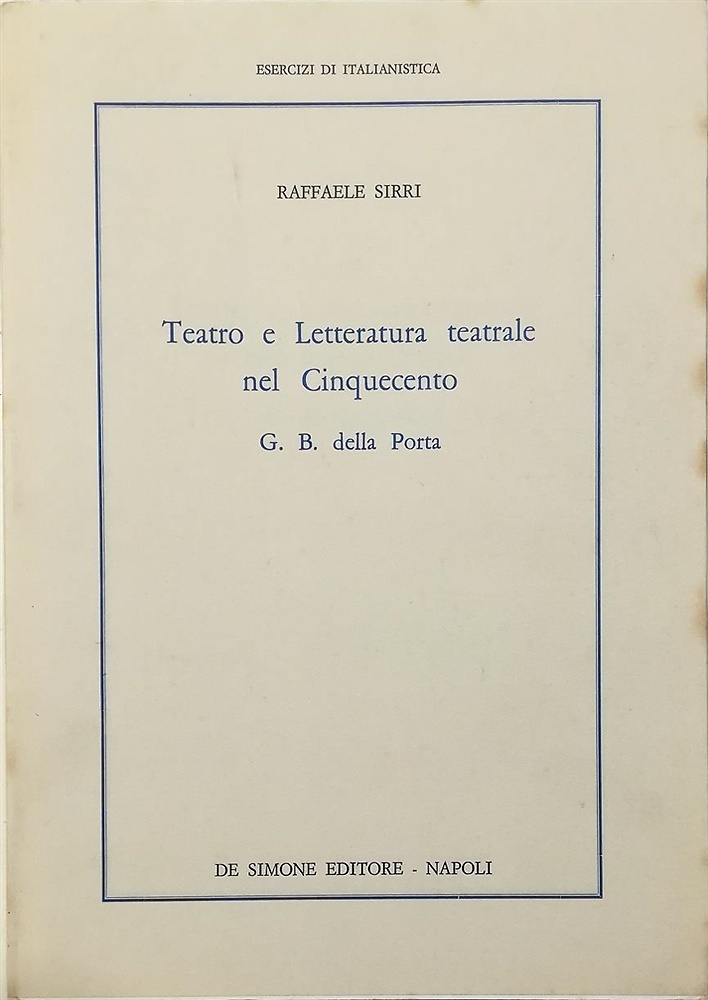 ESERCIZI DI ITALIANISTICA
RAFFAELE SIRRI
Teatro e Letteratura teatrale
nel Cinquecento
G. B. della Porta
DE SIMONE EDITORE - NAPOLI